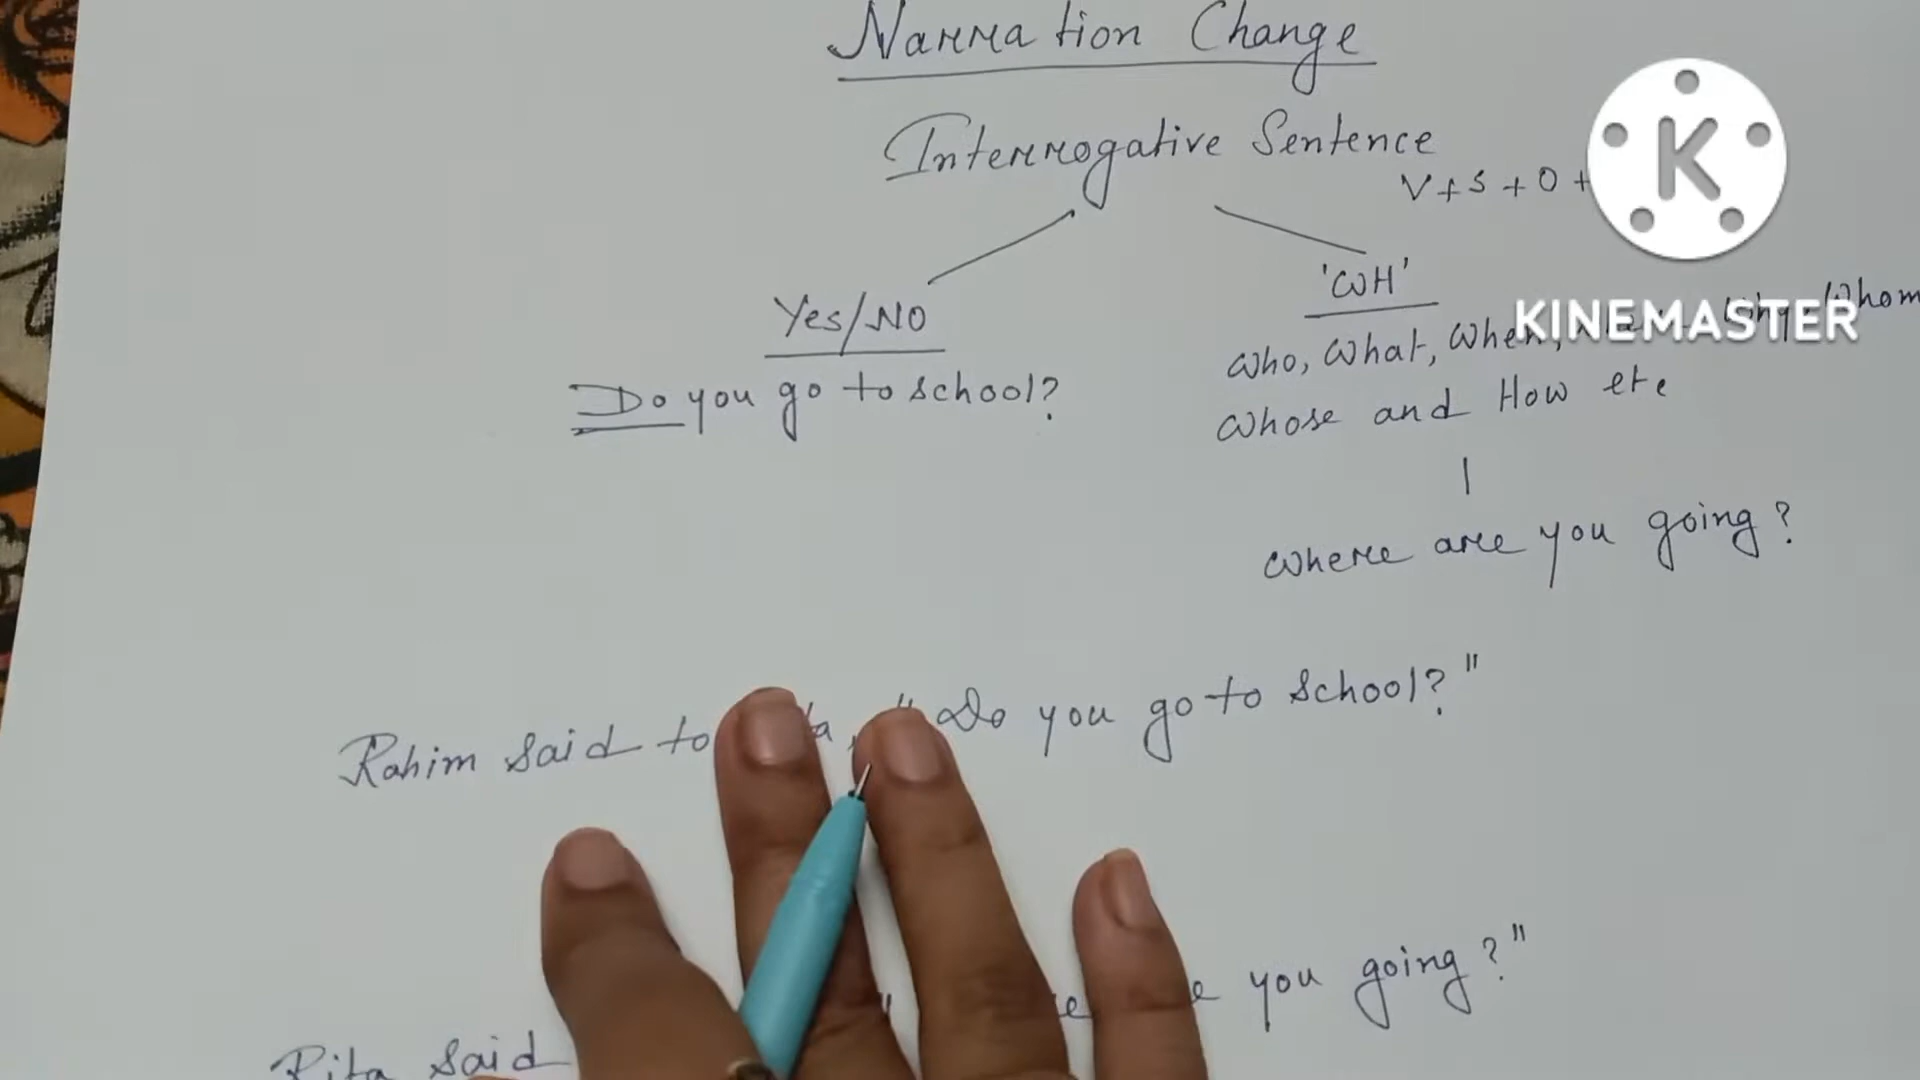 Narration Change
Interrogative Sentence
V + S + O +
Yes/NO
'WH'
Do you go to school?
Who, What, When, Whom
Whose and How etc
Where are you going?
Rahim said to "Do you go to school?"
Rita said you going?"
K
KINEMASTER